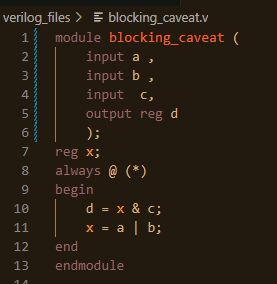 verilog_files > blocking_caveat.v
1 module blocking_caveat (
2     input a ,
3     input b ,
4     input  c,
5     output reg d
6     );
7 reg x;
8 always @ (*)
9 begin
10     d = x & c;
11     x = a | b;
12 end
13 endmodule